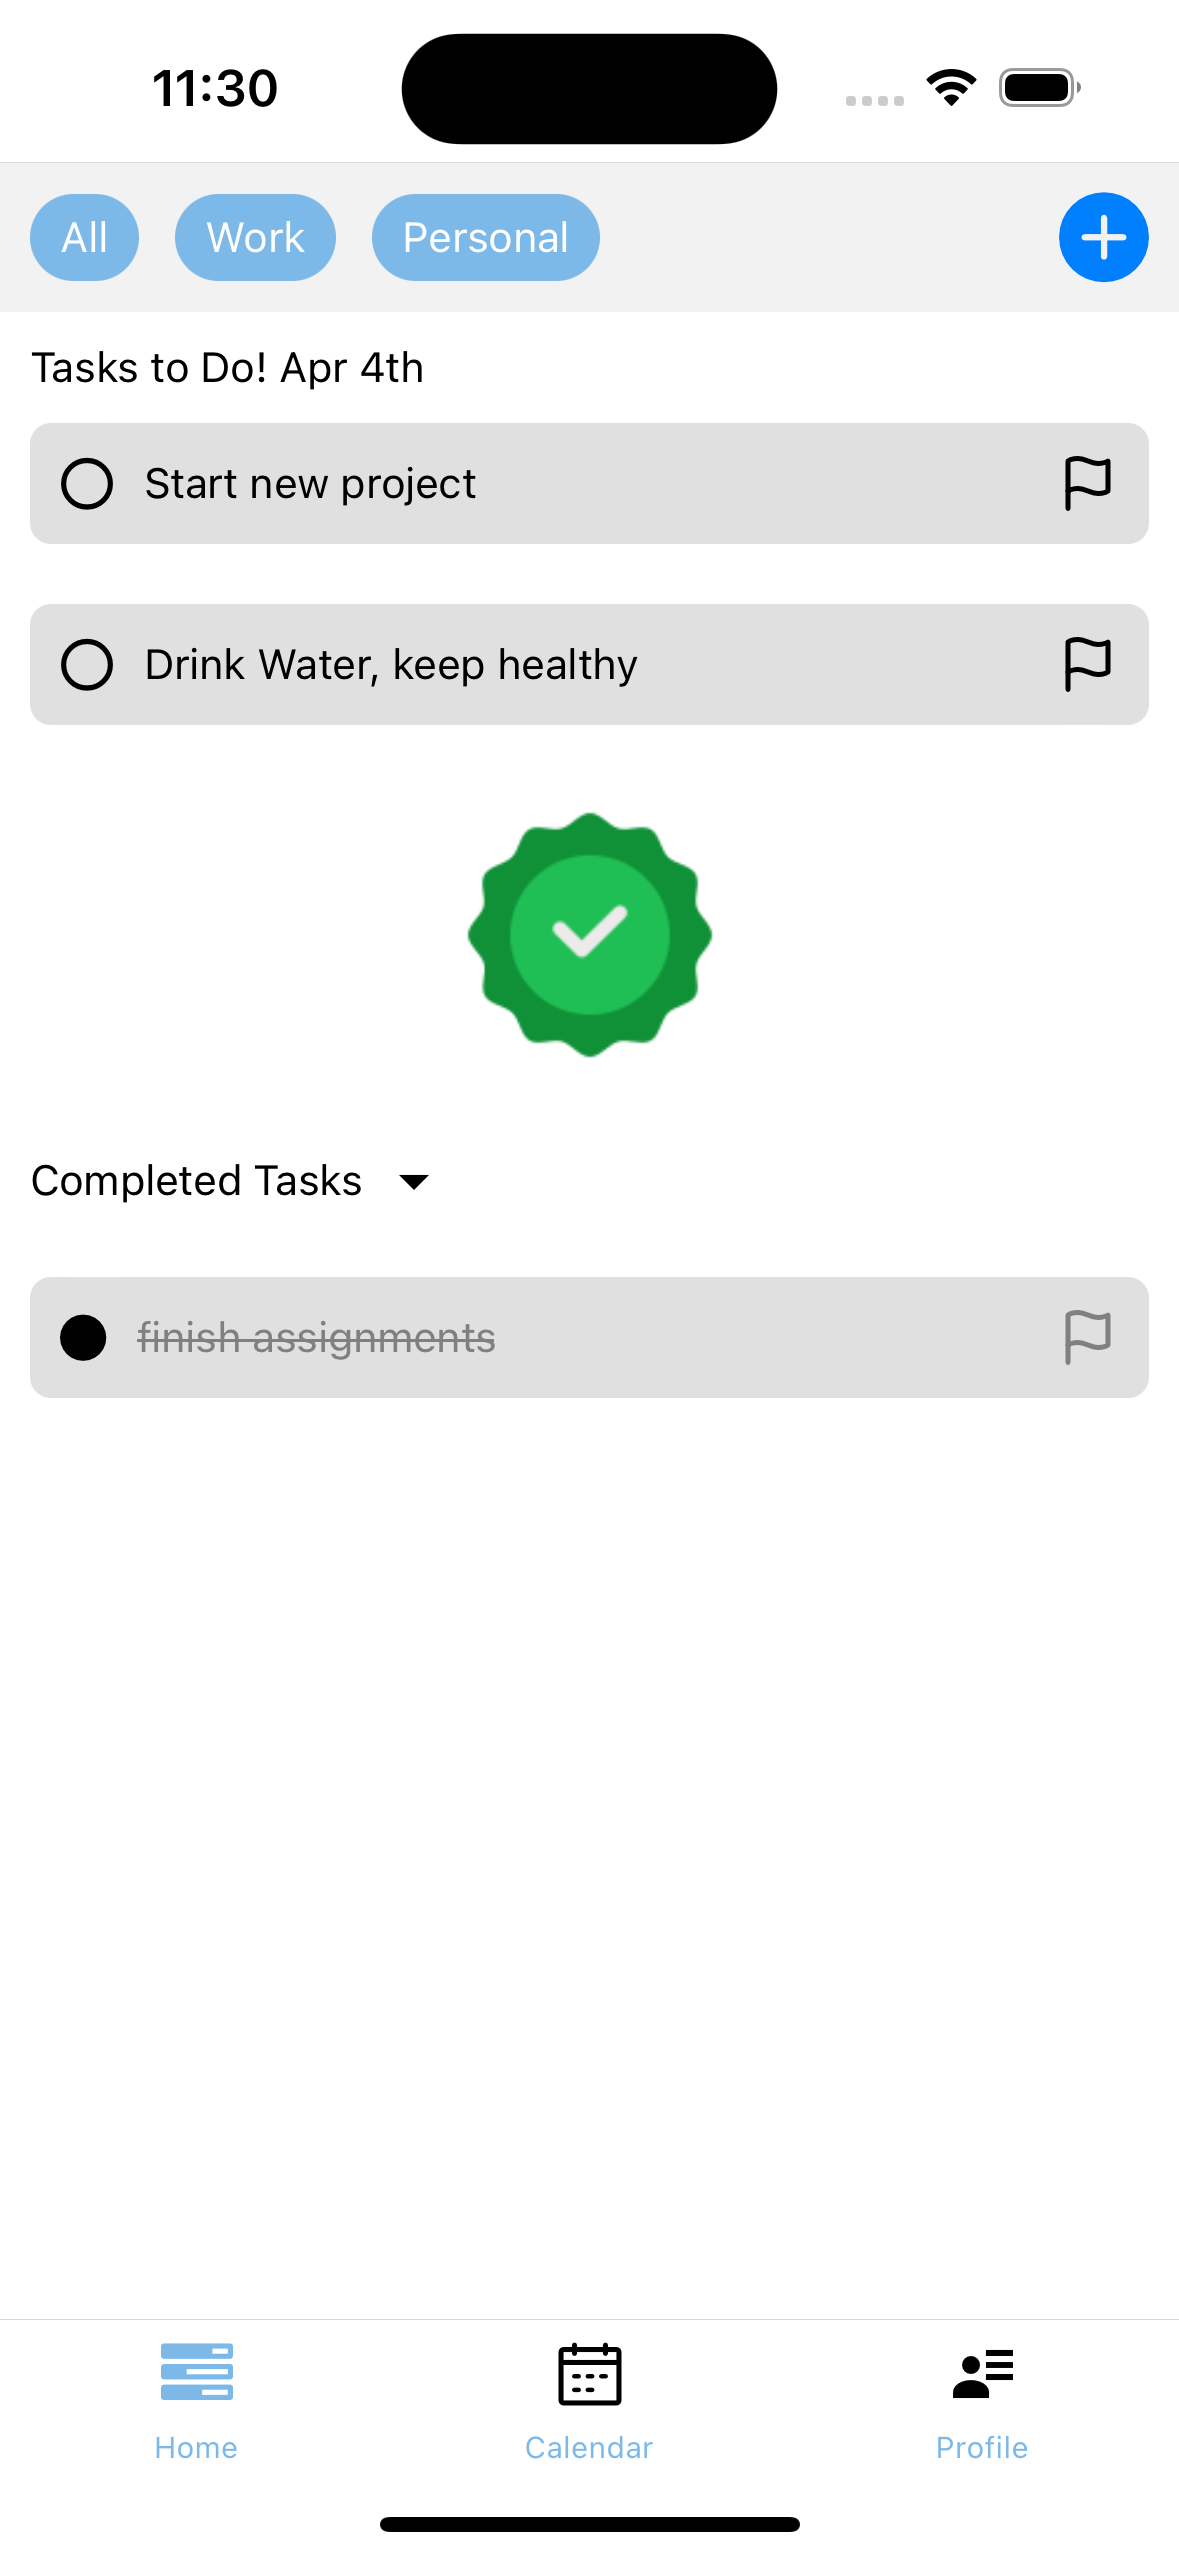 11:30
All
Work
Personal
Tasks to Do! Apr 4th
Start new project
Drink Water, keep healthy
Completed Tasks
finish assignments
Home
Calendar
Profile